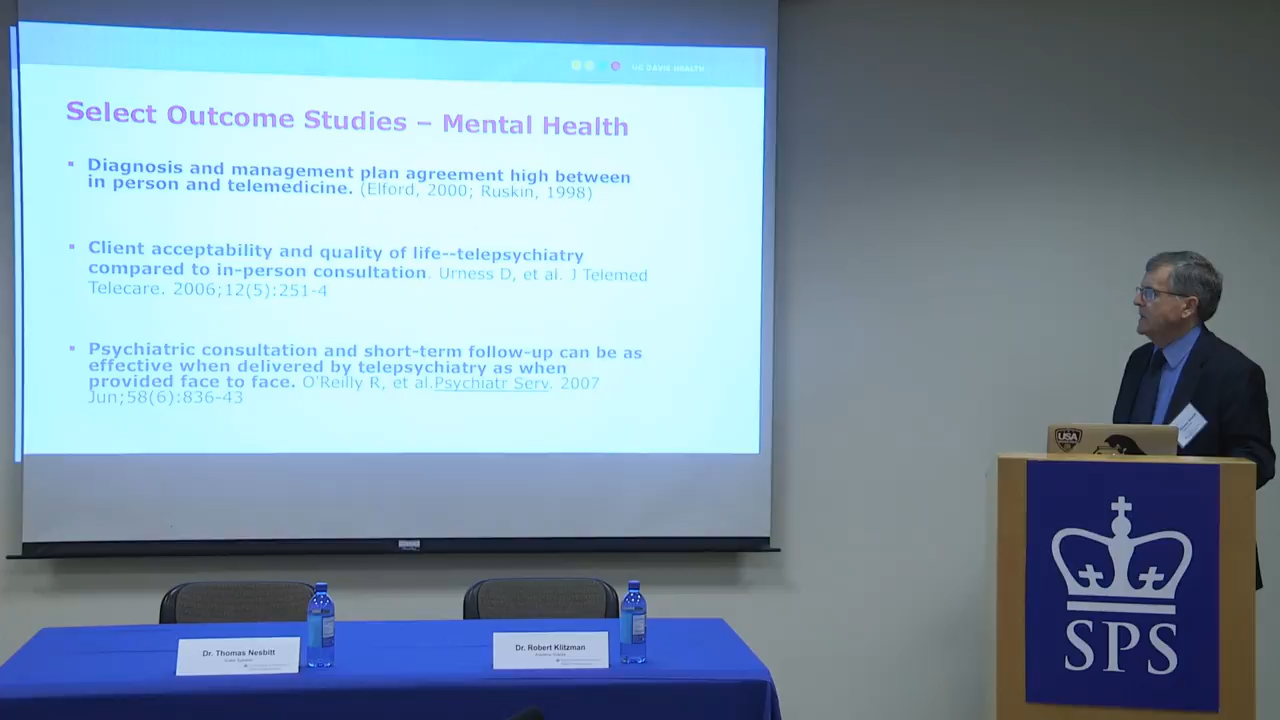 UC DAVIS HEALTH
Select Outcome Studies – Mental Health
▪ Diagnosis and management plan agreement high between
in person and telemedicine. (Elford, 2000; Ruskin, 1998)
▪ Client acceptability and quality of life--telepsychiatry
compared to in-person consultation. Urness D, et al. J Telemed
Telecare. 2006;12(5):251-4
▪ Psychiatric consultation and short-term follow-up can be as
effective when delivered by telepsychiatry as when
provided face to face. O'Reilly R, et al.Psychiatr Serv. 2007
Jun;58(6):836-43
USA
Dr. Thomas Nesbitt
Guest Speaker
Dr. Robert Klitzman
SPS